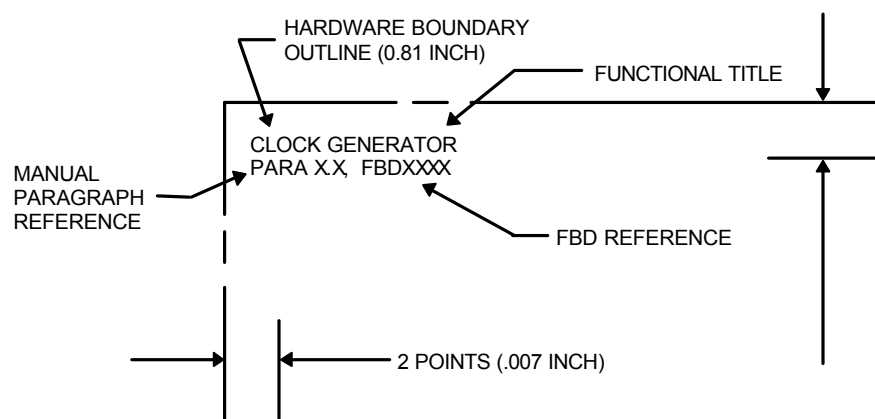 HARDWARE BOUNDARY
OUTLINE (0.81 INCH)
FUNCTIONAL TITLE
CLOCK GENERATOR
PARA X.X, FBDXXXX
MANUAL
PARAGRAPH
REFERENCE
FBD REFERENCE
2 POINTS (.007 INCH)